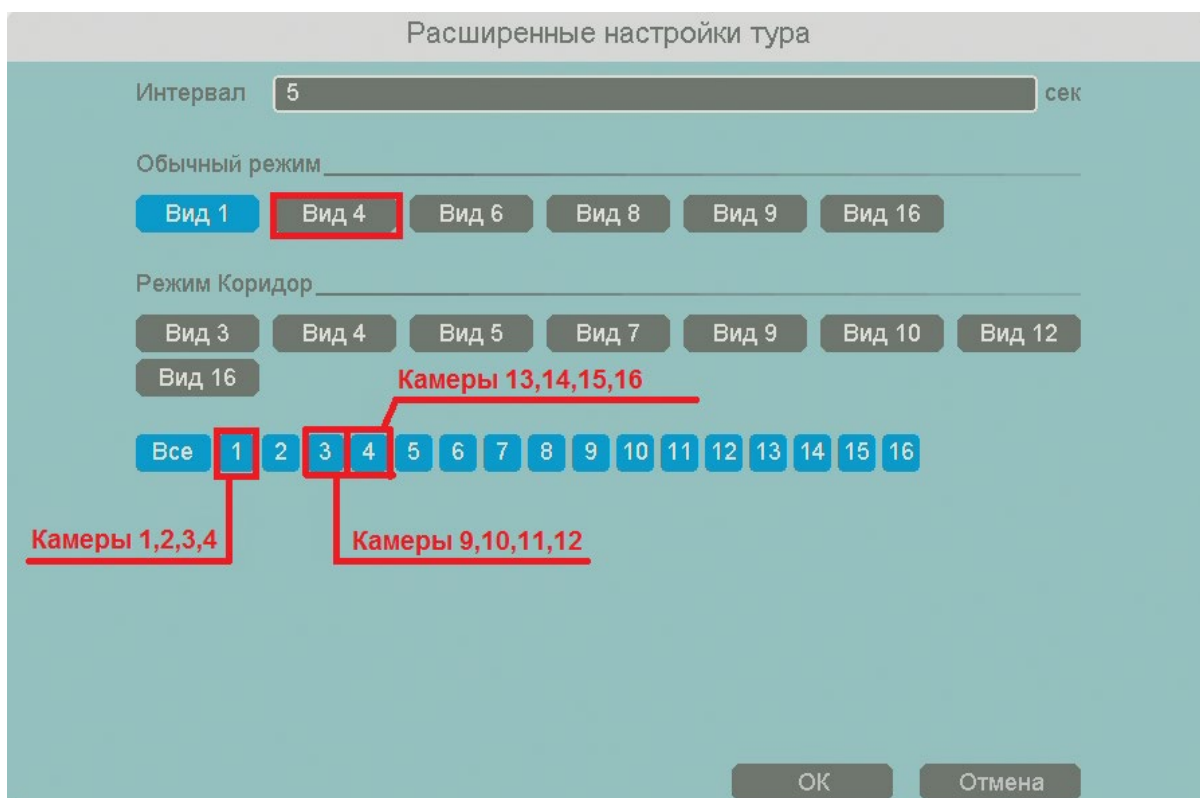 Расширенные настройки тура
Интервал 5 сек
Обычный режим
Вид 1 Вид 4 Вид 6 Вид 8 Вид 9 Вид 16
Режим Коридор
Вид 3 Вид 4 Вид 5 Вид 7 Вид 9 Вид 10 Вид 12
Вид 16 Камеры 13,14,15,16
Все 1 2 3 4 5 6 7 8 9 10 11 12 13 14 15 16
Камеры 1,2,3,4 Камеры 9,10,11,12
ОК Отмена